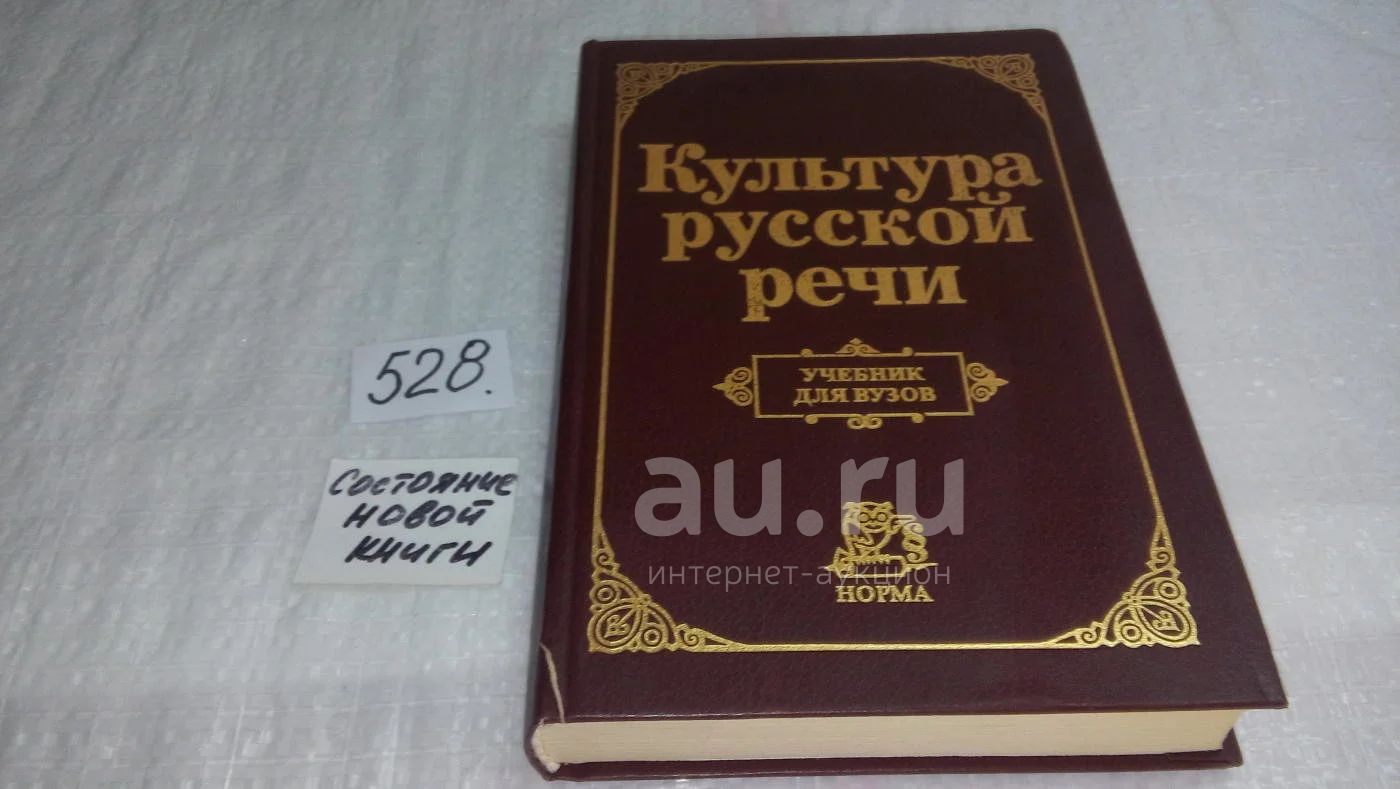 Культура
русской
речи
УЧЕБНИК
ДЛЯ ВУЗОВ
НОРМА
528.
Состояние
новой
книги
au.ru
интернет-аукцион